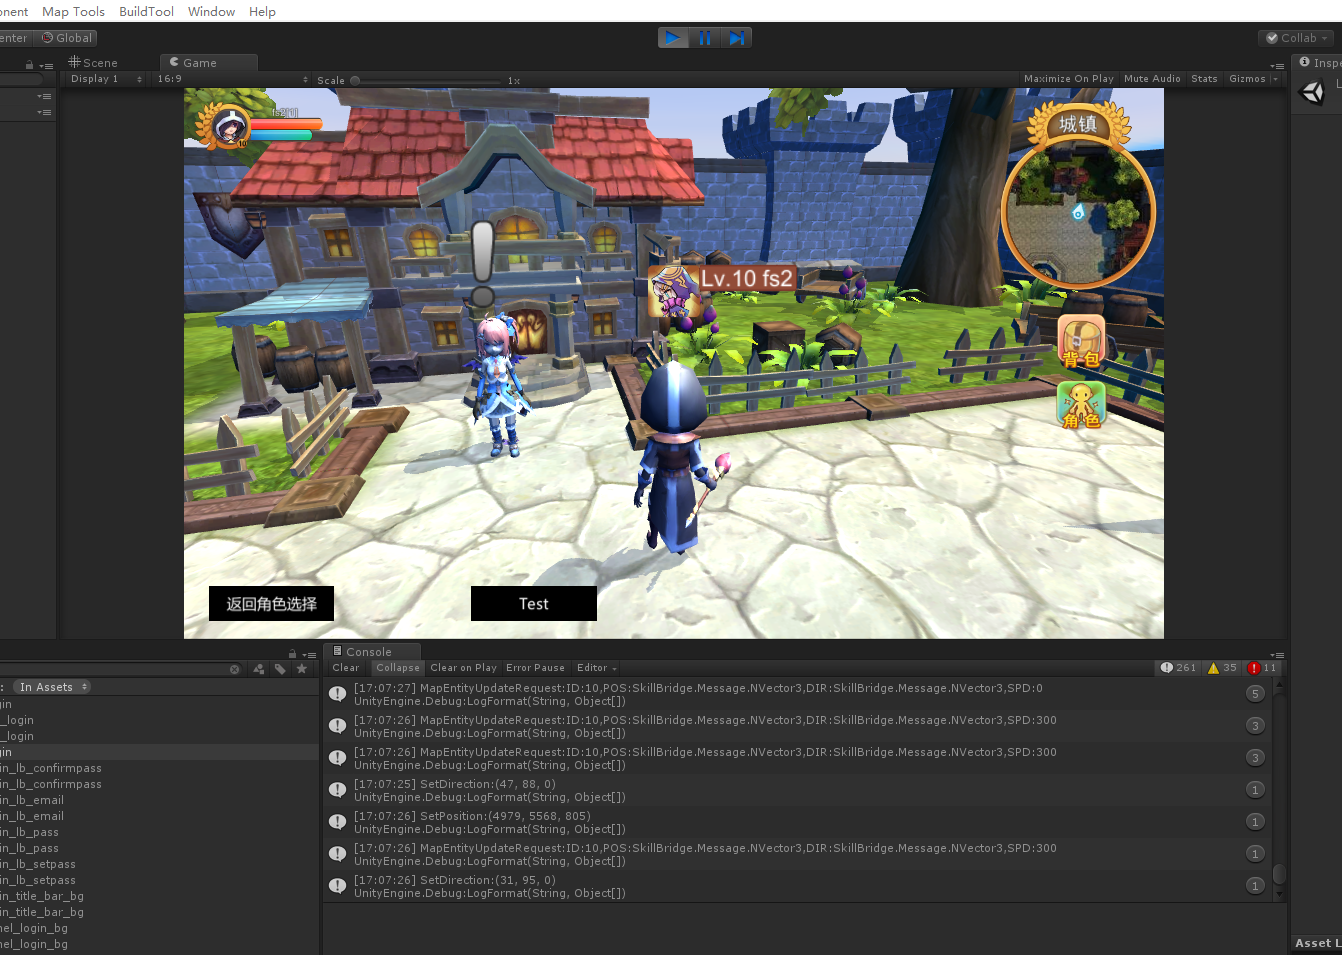 onent Map Tools BuildTool Window Help
enter Global Collab
Scene Game Inspe
Display 1 16:9 Scale 1x Maximize On Play Mute Audio Stats Gizmos
fs2[1]
10
城镇
Lv.10 fs2
背包
角色
返回角色选择 Test
Console
Clear Collapse Clear on Play Error Pause Editor 261 35 11
: In Assets
gin
_login
_login
gin
in_lb_confirmpass
in_lb_confirmpass
in_lb_email
in_lb_email
in_lb_pass
in_lb_pass
in_lb_setpass
in_lb_setpass
in_title_bar_bg
in_title_bar_bg
nel_login_bg
nel_login_bg
[17:07:27] MapEntityUpdateRequest:ID:10,POS:SkillBridge.Message.NVector3,DIR:SkillBridge.Message.NVector3,SPD:0 5
UnityEngine.Debug:LogFormat(String, Object[])
[17:07:26] MapEntityUpdateRequest:ID:10,POS:SkillBridge.Message.NVector3,DIR:SkillBridge.Message.NVector3,SPD:300 3
UnityEngine.Debug:LogFormat(String, Object[])
[17:07:26] MapEntityUpdateRequest:ID:10,POS:SkillBridge.Message.NVector3,DIR:SkillBridge.Message.NVector3,SPD:300 3
UnityEngine.Debug:LogFormat(String, Object[])
[17:07:25] SetDirection:(47, 88, 0) 1
UnityEngine.Debug:LogFormat(String, Object[])
[17:07:26] SetPosition:(4979, 5568, 805) 1
UnityEngine.Debug:LogFormat(String, Object[])
[17:07:26] MapEntityUpdateRequest:ID:10,POS:SkillBridge.Message.NVector3,DIR:SkillBridge.Message.NVector3,SPD:300 1
UnityEngine.Debug:LogFormat(String, Object[])
[17:07:26] SetDirection:(31, 95, 0) 1
UnityEngine.Debug:LogFormat(String, Object[])
Asset L